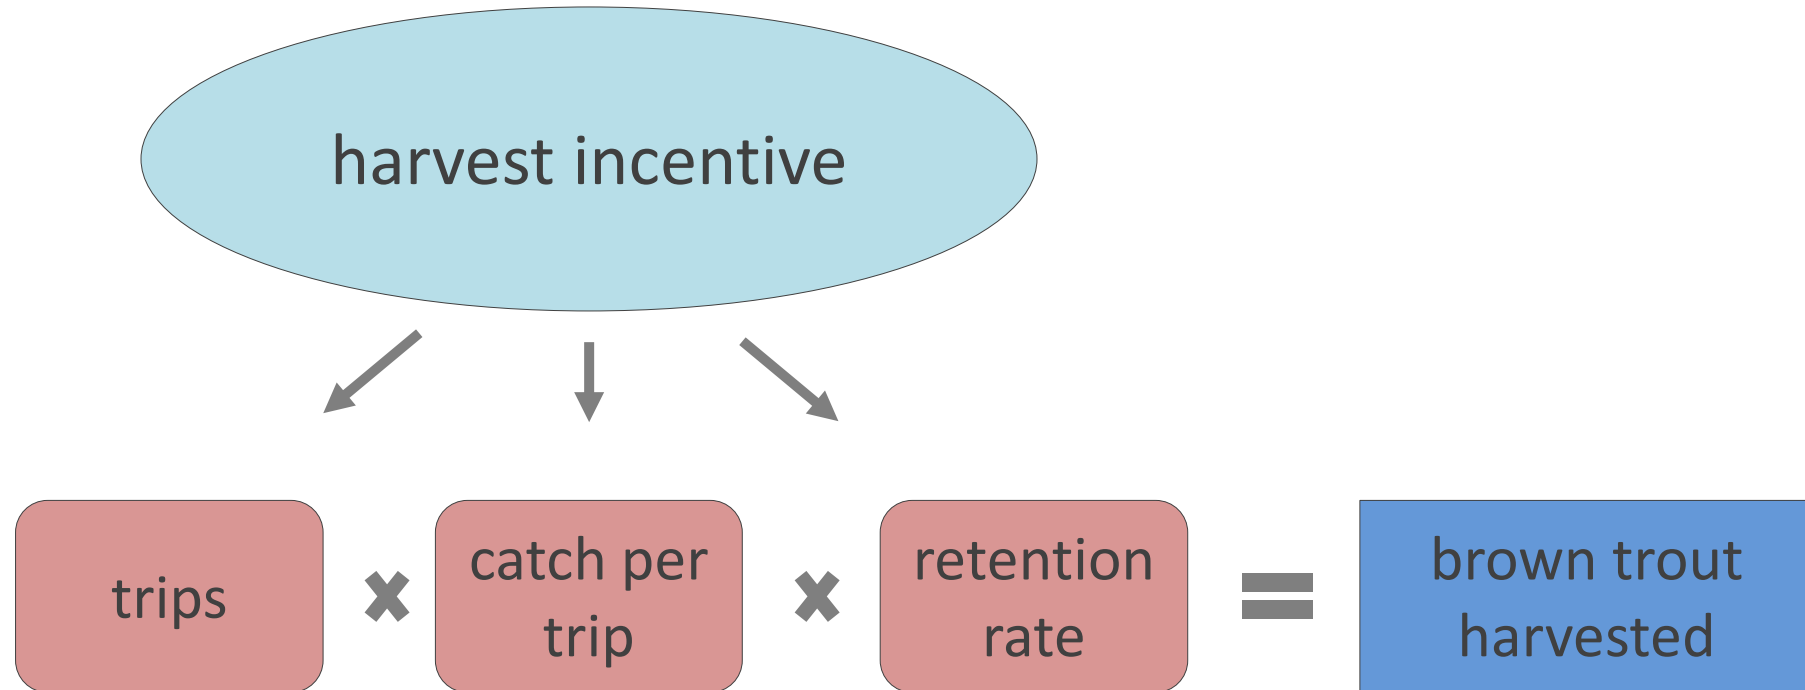 harvest incentive
trips
catch per
trip
retention
rate
brown trout
harvested